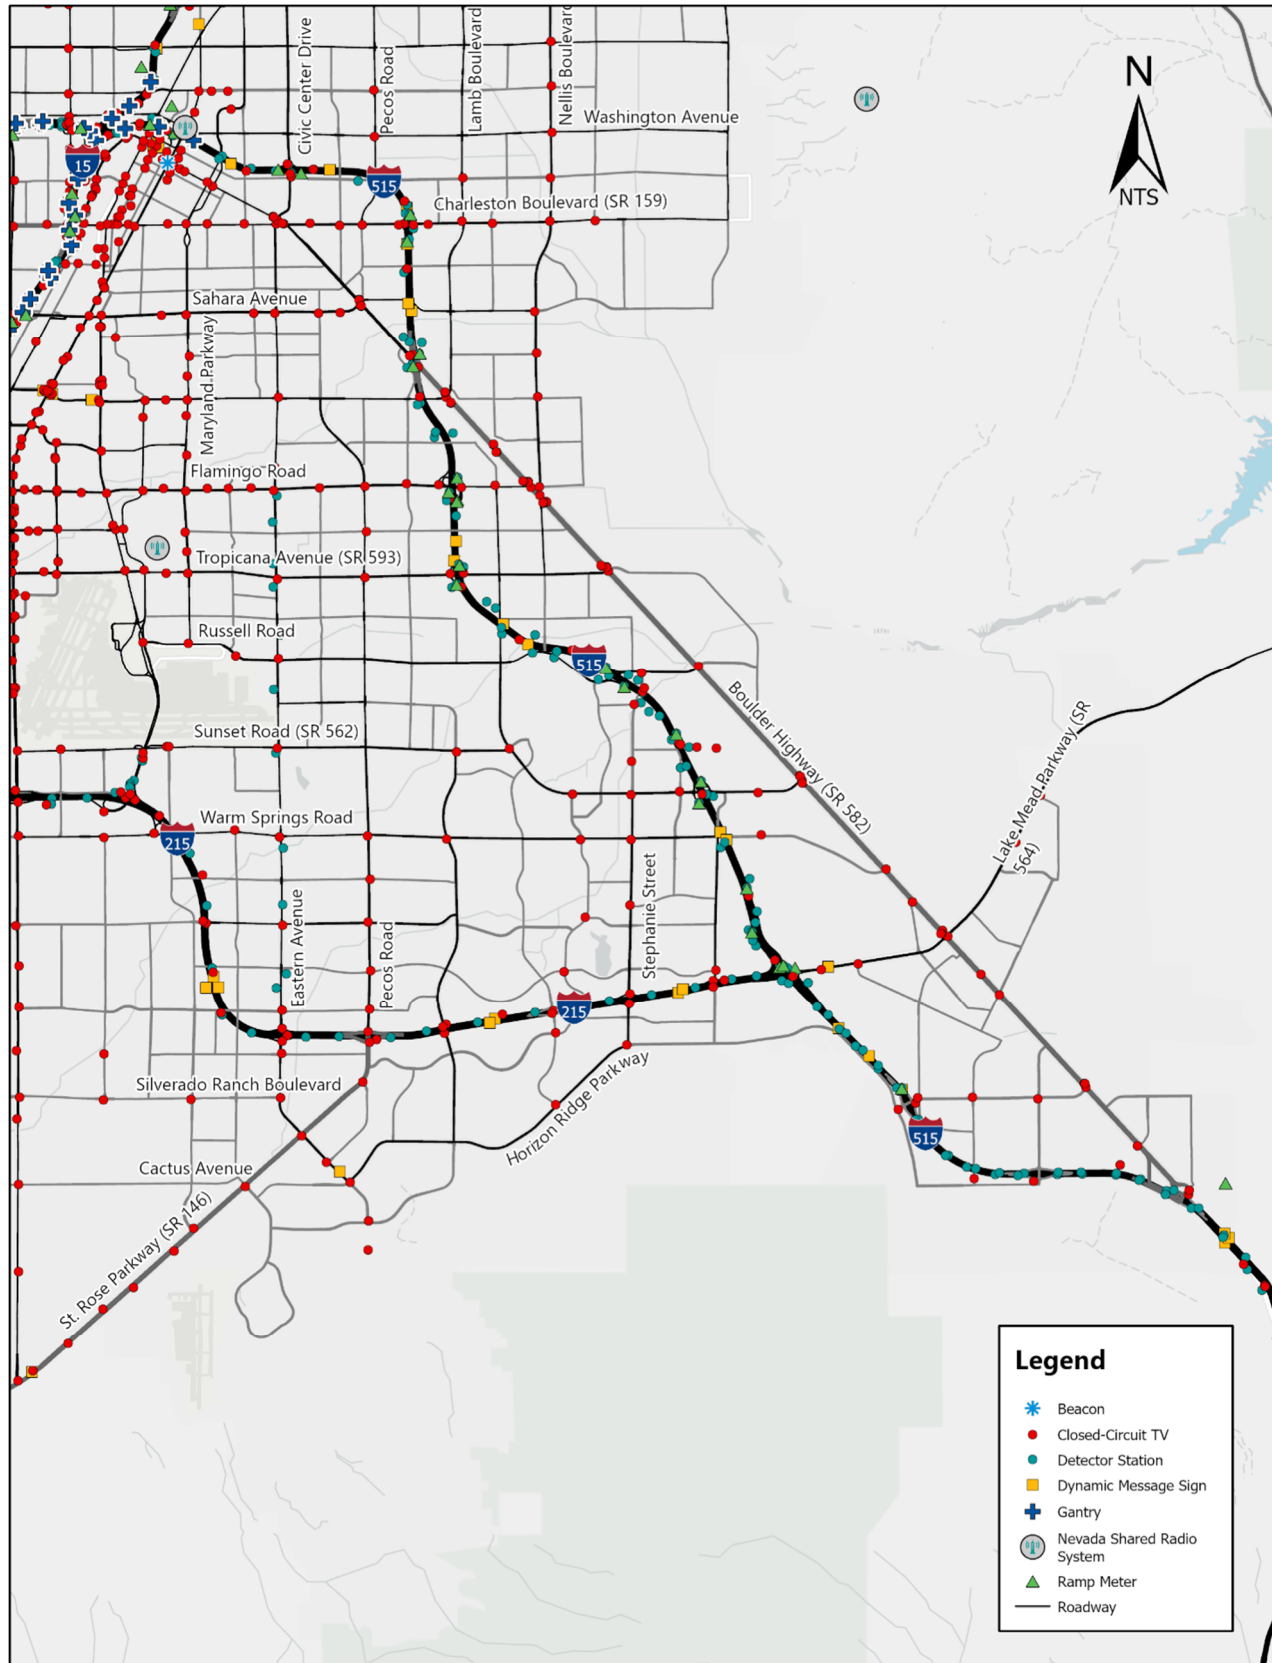 Civic Center Drive
Pecos Road
Lamb Boulevard
Nellis Boulevard
Washington Avenue
N
NTS
15
515
Charleston Boulevard (SR 159)
Sahara Avenue
Maryland Parkway
Flamingo Road
Tropicana Avenue (SR 593)
Russell Road
515
Sunset Road (SR 562)
Boulder Highway (SR 582)
Lake Mead Parkway (SR
564)
Warm Springs Road
215
Eastern Avenue
Pecos Road
Stephanie Street
215
Silverado Ranch Boulevard
Horizon Ridge Parkway
515
Cactus Avenue
St. Rose Parkway (SR 146)
Legend
Beacon
Closed-Circuit TV
Detector Station
Dynamic Message Sign
Gantry
Nevada Shared Radio
System
Ramp Meter
Roadway